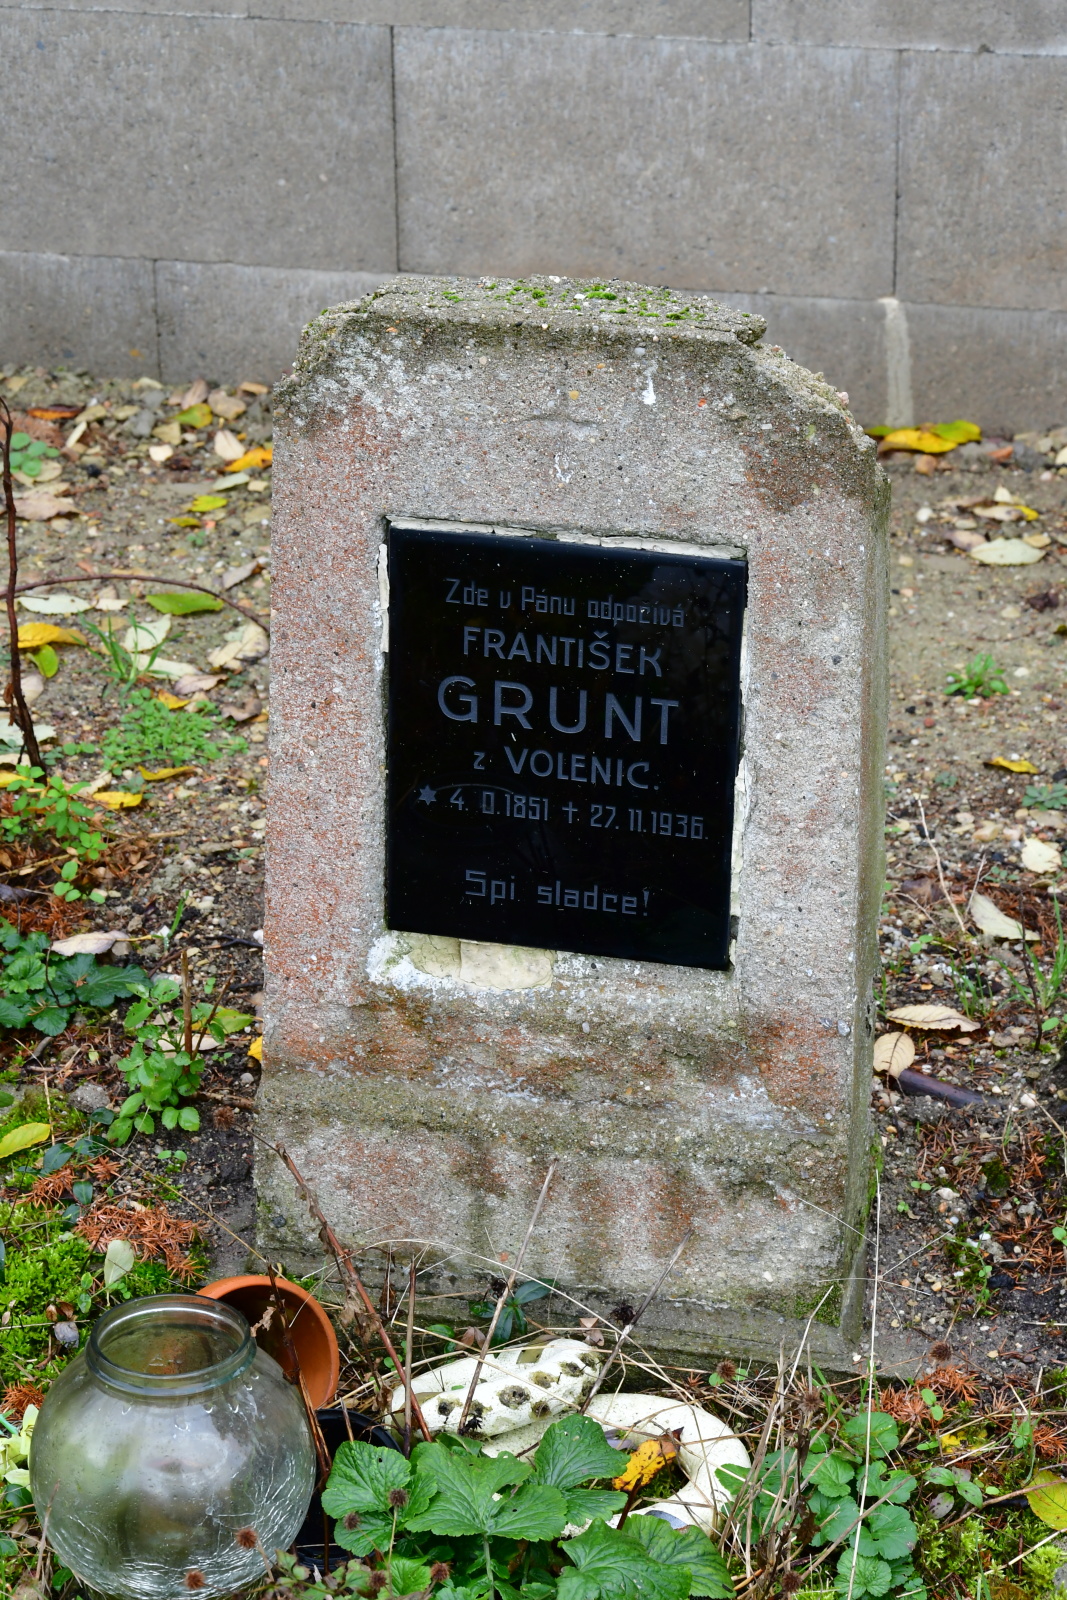 Zde v Pánu odpočívá
FRANTIŠEK
GRUNT
z VOLENIC.
* 4. 0.1851 † 27.11.1936.
Spi sladce!